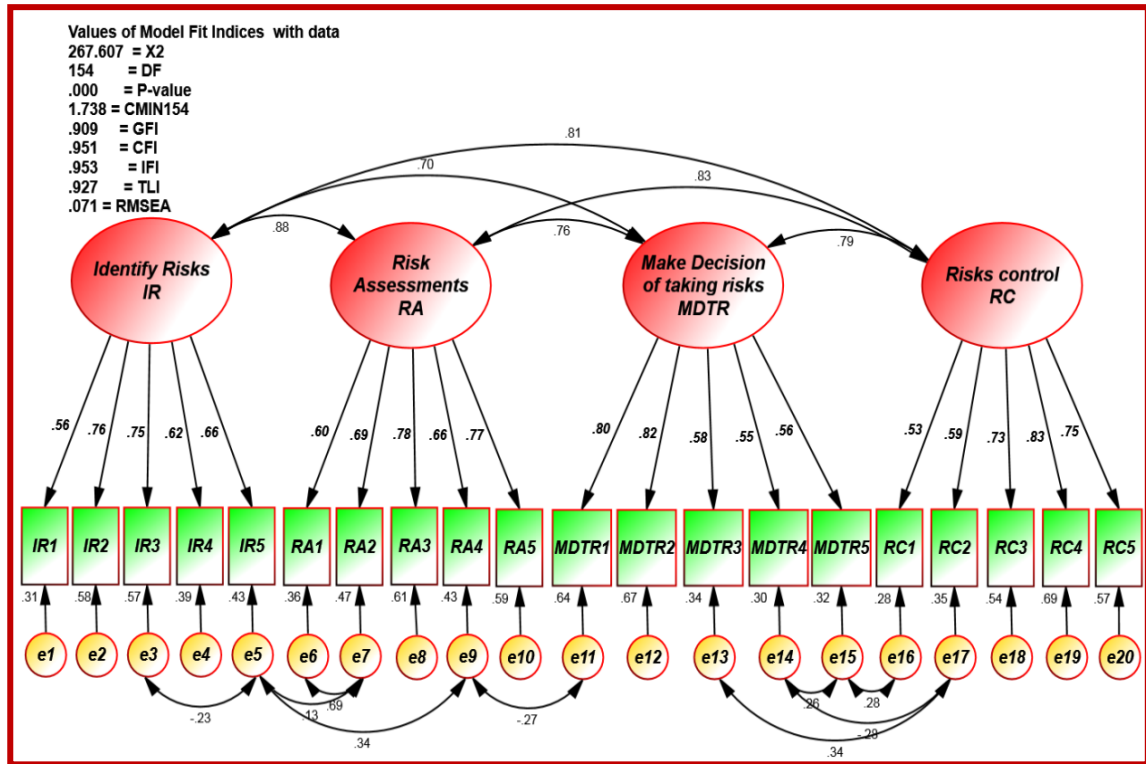 Values of Model Fit Indices with data
267.607 = X2
154 = DF
.000 = P-value
1.738 = CMIN154
.909 = GFI
.951 = CFI
.953 = IFI
.927 = TLI
.071 = RMSEA
.81
.70
.83
.88
.76
.79
Identify Risks
IR
Risk
Assessments
RA
Make Decision
of taking risks
MDTR
Risks control
RC
.56 .76 .75 .62 .66 .60 .69 .78 .66 .77 .80 .82 .58 .55 .56 .53 .59 .73 .83 .75
IR1 IR2 IR3 IR4 IR5 RA1 RA2 RA3 RA4 RA5 MDTR1 MDTR2 MDTR3 MDTR4 MDTR5 RC1 RC2 RC3 RC4 RC5
.31 .58 .57 .39 .43 .36 .47 .61 .43 .59 .64 .67 .34 .30 .32 .28 .35 .54 .69 .57
e1 e2 e3 e4 e5 e6 e7 e8 e9 e10 e11 e12 e13 e14 e15 e16 e17 e18 e19 e20
-.23 .13 .69 .34 -.27 .26 .28 -.28 .34